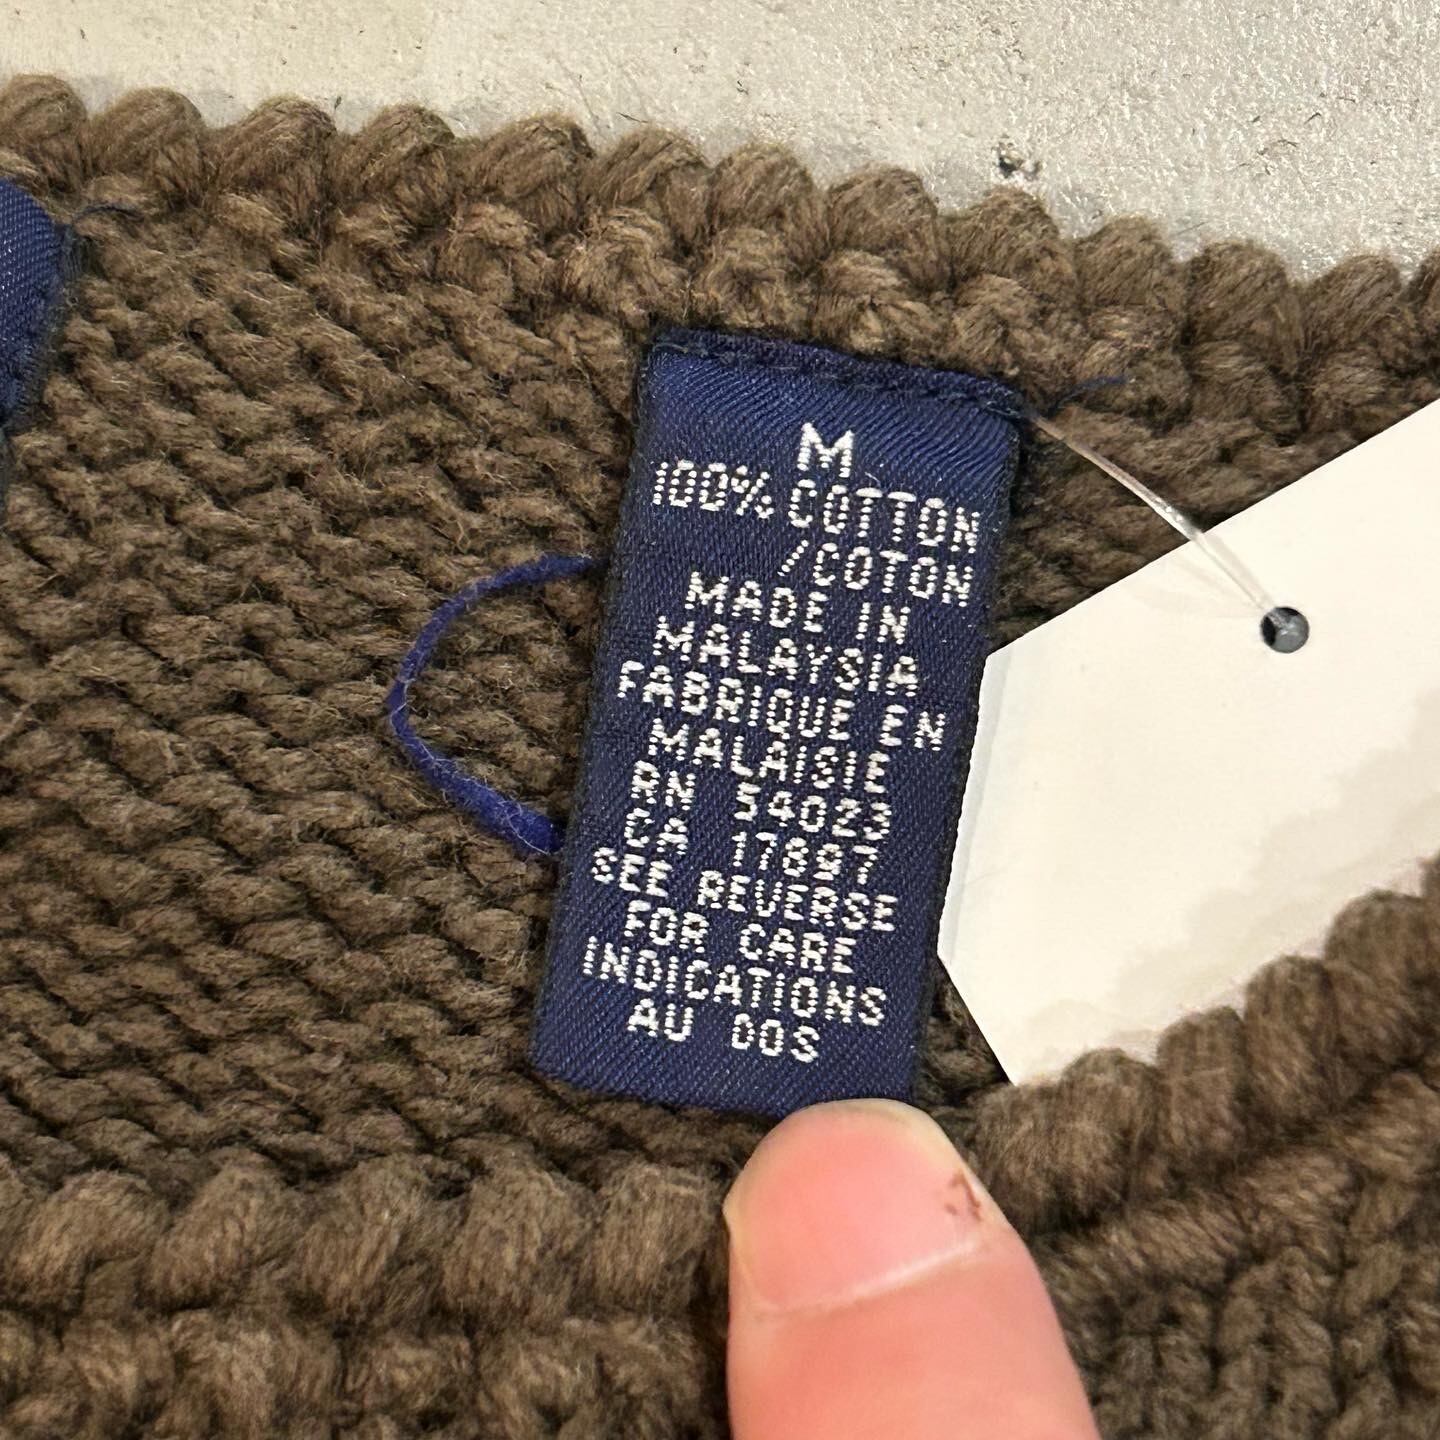 M
100% COTTON
/COTON
MADE IN
MALAYSIA
FABRIQUE EN
MALAISIE
RN 54023
CA 17897
SEE REVERSE
FOR CARE
INDICATIONS
AU DOS